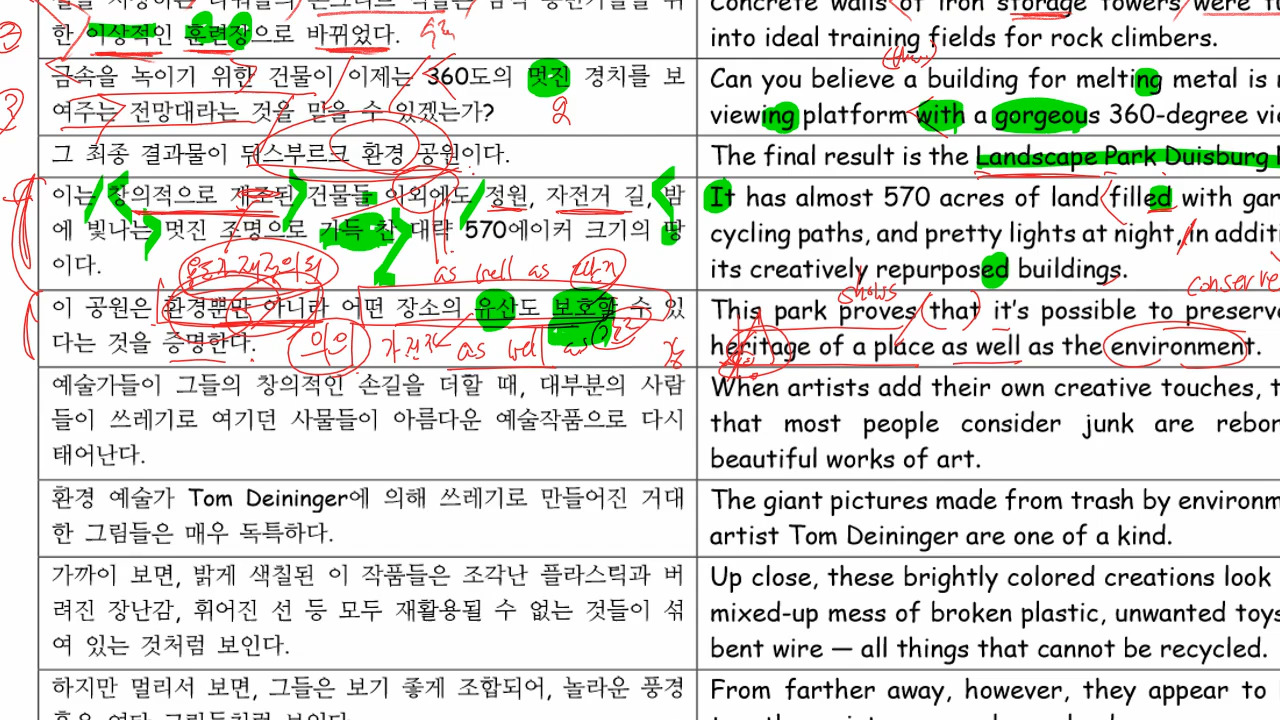 한 이상적인 훈련장으로 바뀌었다.
금속을 녹이기 위한 건물이 이제는 360도의 멋진 경치를 보
여주는 전망대라는 것을 믿을 수 있겠는가?
그 최종 결과물이 뒤스부르크 환경 공원이다.
이는 창의적으로 재조된 건물들 이외에도 정원, 자전거 길, 밤
에 빛나는 멋진 조명으로 가득 찬 대략 570에이커 크기의 땅
이다.
as well as
이 공원은 환경뿐만 아니라 어떤 장소의 유산도 보호할 수 있
다는 것을 증명한다.
as well as
예술가들이 그들의 창의적인 손길을 더할 때, 대부분의 사람
들이 쓰레기로 여기던 사물들이 아름다운 예술작품으로 다시
태어난다.
환경 예술가 Tom Deininger에 의해 쓰레기로 만들어진 거대
한 그림들은 매우 독특하다.
가까이 보면, 밝게 색칠된 이 작품들은 조각난 플라스틱과 버
려진 장난감, 휘어진 선 등 모두 재활용될 수 없는 것들이 섞
여 있는 것처럼 보인다.
하지만 멀리서 보면, 그들은 보기 좋게 조합되어, 놀라운 풍경
Concrete walls of iron storage towers were
into ideal training fields for rock climbers.
Can you believe a building for melting metal is
viewing platform with a gorgeous 360-degree
The final result is the Landscape Park Duisburg
It has almost 570 acres of land filled with
cycling paths, and pretty lights at night, in
its creatively repurposed buildings.
shows
conserve
This park proves that it's possible to preserve
heritage of a place as well as the environment.
When artists add their own creative touches,
that most people consider junk are
beautiful works of art.
The giant pictures made from trash by
artist Tom Deininger are one of a kind.
Up close, these brightly colored creations look
mixed-up mess of broken plastic, unwanted toys
bent wire — all things that cannot be recycled.
From farther away, however, they appear to